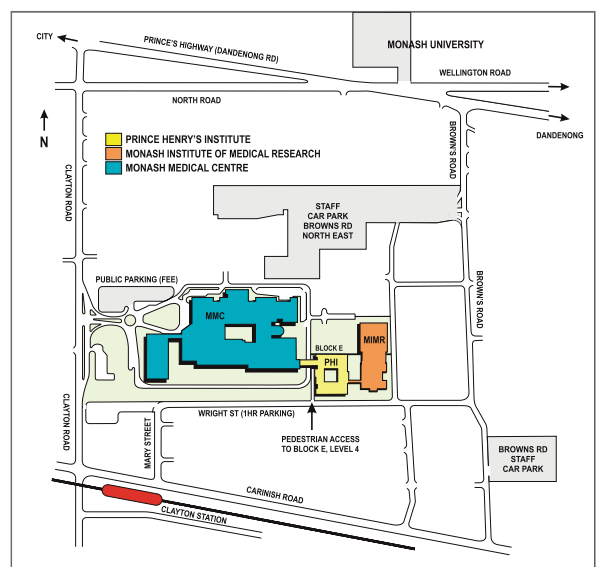 CITY
PRINCE'S HIGHWAY (DANDENONG RD)
MONASH UNIVERSITY
WELLINGTON ROAD
NORTH ROAD
DANDENONG
N
BROWN'S ROAD
PRINCE HENRY'S INSTITUTE
MONASH INSTITUTE OF MEDICAL RESEARCH
MONASH MEDICAL CENTRE
CLAYTON ROAD
STAFF
CAR PARK
BROWNS RD
NORTH EAST
PUBLIC PARKING (FEE)
BROWN'S ROAD
MMC
MIMR
BLOCK E
PHI
WRIGHT ST (1HR PARKING)
CLAYTON ROAD
MARY STREET
PEDESTRIAN ACCESS
TO BLOCK E, LEVEL 4
BROWNS RD
STAFF
CAR PARK
CARINISH ROAD
CLAYTON STATION